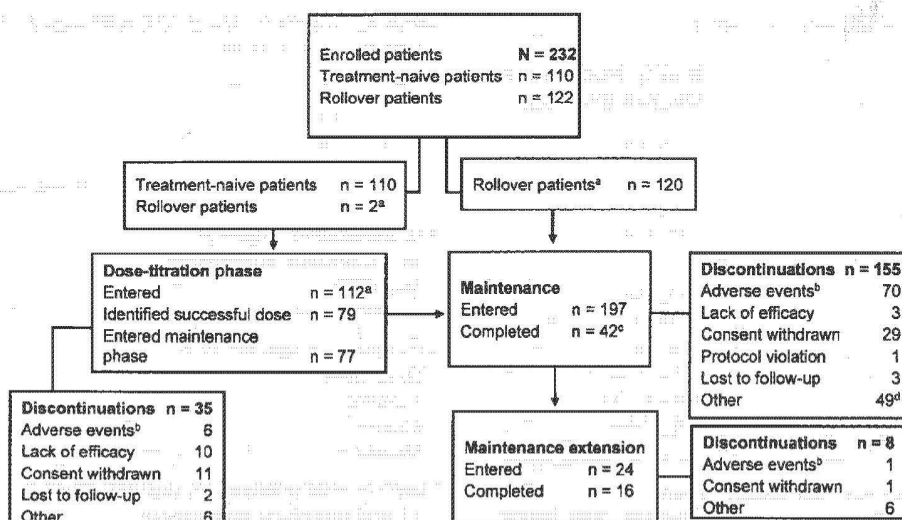 Enrolled patients N = 232
Treatment-naive patients n = 110
Rollover patients n = 122
Treatment-naive patients n = 110
Rollover patients n = 2ª
Rollover patientsª n = 120
Dose-titration phase
Entered n = 112ª
Identified successful dose n = 79
Entered maintenance
phase n = 77
Maintenance
Entered n = 197
Completed n = 42ᶜ
Discontinuations n = 155
Adverse eventsᵇ 70
Lack of efficacy 3
Consent withdrawn 29
Protocol violation 1
Lost to follow-up 3
Other 49ᵈ
Discontinuations n = 35
Adverse eventsᵇ 6
Lack of efficacy 10
Consent withdrawn 11
Lost to follow-up 2
Other 6
Maintenance extension
Entered n = 24
Completed n = 16
Discontinuations n = 8
Adverse eventsᵇ 1
Consent withdrawn 1
Other 6